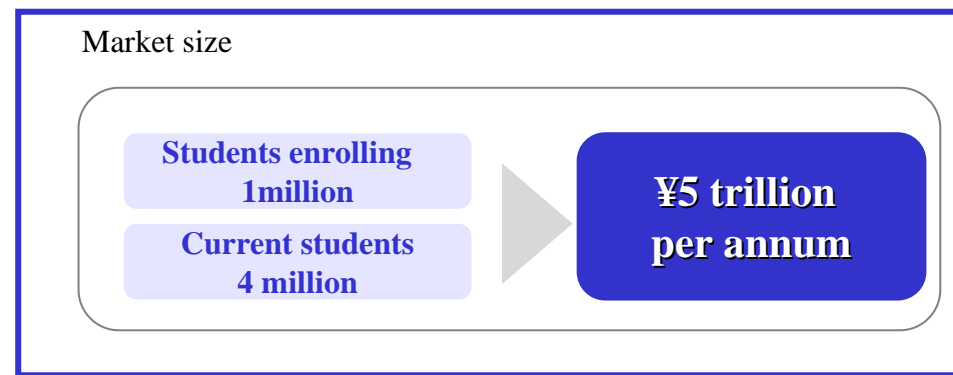 Market size
Students enrolling
1million
Current students
4 million
¥5 trillion
per annum